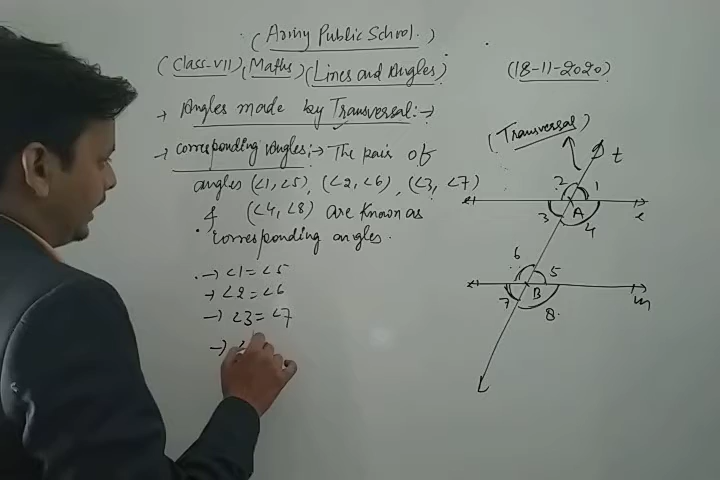 (Army Public School.)
(Class-VII), (Maths) (Lines and Angles)
(18-11-2020)
→ Angles made by Transversal:→
→ Corresponding Angles:→ The pair of
angles (∠1, ∠5), (∠2, ∠6), (∠3, ∠7)
& (∠4, ∠8) are known as
corresponding angles.
→ ∠1 = ∠5
→ ∠2 = ∠6
→ ∠3 = ∠7
→ ∠
(Transversal)
t
2 1
3 A 4
l
6 5
B
7 8
m